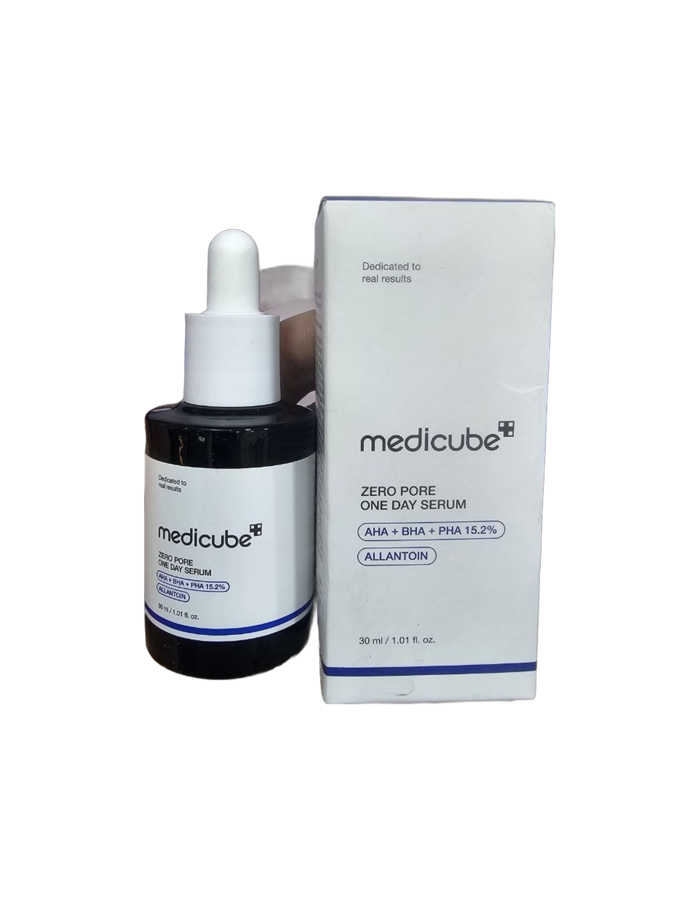 Dedicated to
real results
medicube
ZERO PORE
ONE DAY SERUM
AHA + BHA + PHA 15.2%
ALLANTOIN
30 ml / 1.01 fl. oz.
Dedicated to
real results
medicube
ZERO PORE
ONE DAY SERUM
AHA + BHA + PHA 15.2%
ALLANTOIN
30 ml / 1.01 fl. oz.